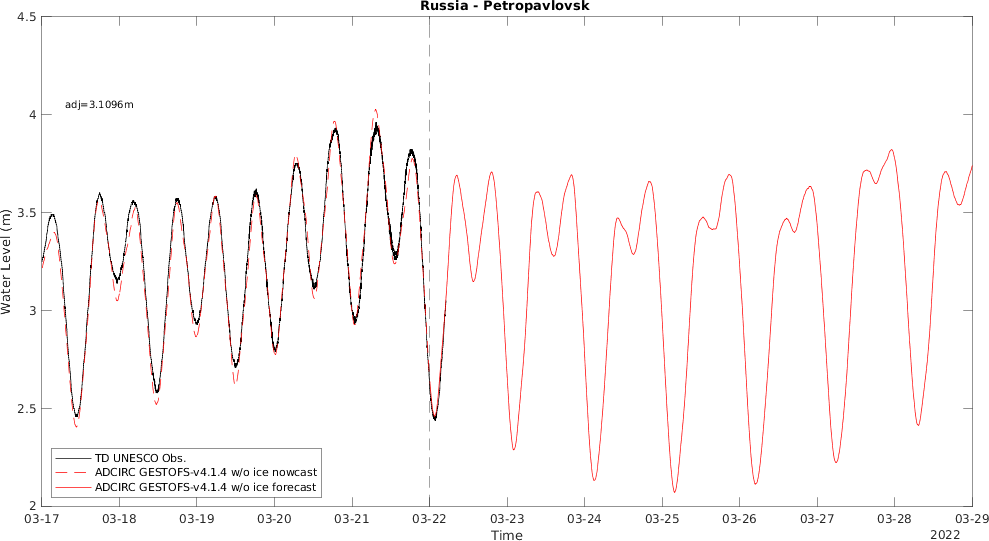 Russia - Petropavlovsk
4.5
adj=3.1096m
4
3.5
Water Level (m)
3
2.5
TD UNESCO Obs.
ADCIRC GESTOFS-v4.1.4 w/o ice nowcast
ADCIRC GESTOFS-v4.1.4 w/o ice forecast
2
03-17 03-18 03-19 03-20 03-21 03-22 03-23 03-24 03-25 03-26 03-27 03-28 03-29
Time
2022